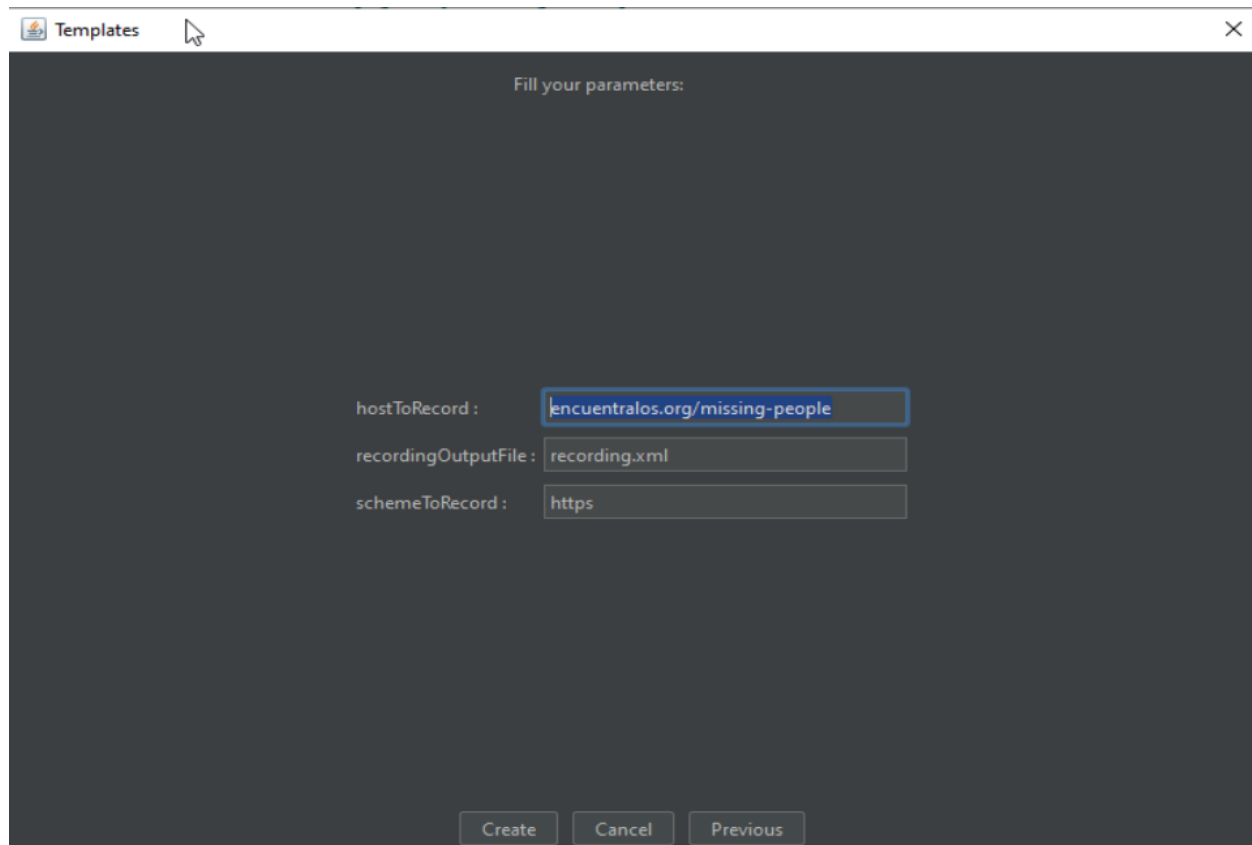 Templates
Fill your parameters:
hostToRecord : encuentralos.org/missing-people
recordingOutputFile : recording.xml
schemeToRecord : https
Create Cancel Previous